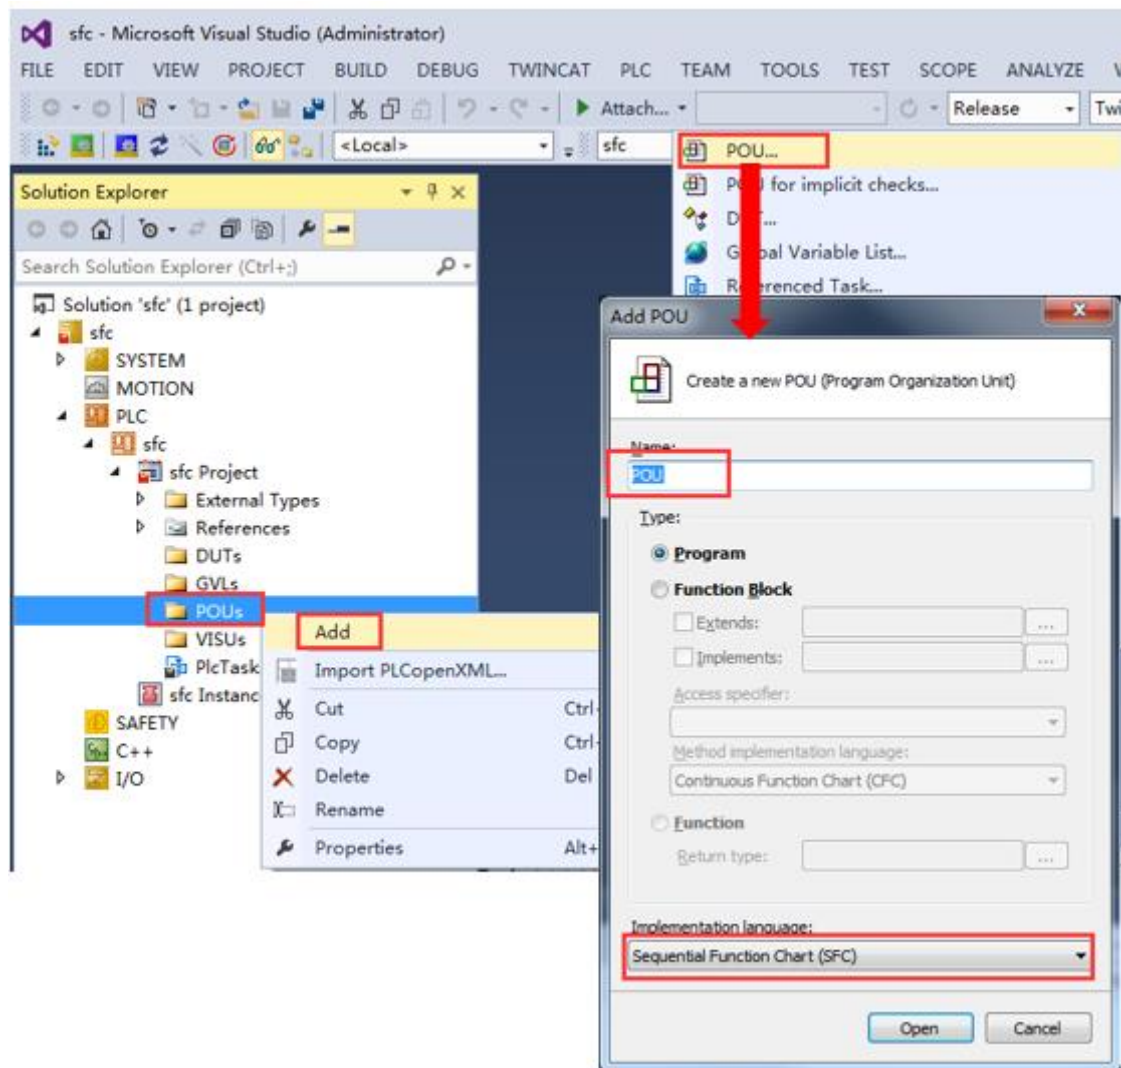 sfc - Microsoft Visual Studio (Administrator)
FILE EDIT VIEW PROJECT BUILD DEBUG TWINCAT PLC TEAM TOOLS TEST SCOPE ANALYZE
Attach... Release
<Local> sfc
Solution Explorer
Search Solution Explorer (Ctrl+;)
Solution 'sfc' (1 project)
sfc
SYSTEM
MOTION
PLC
sfc
sfc Project
External Types
References
DUTs
GVLs
POUs
VISUs
PlcTask
sfc Instanc
SAFETY
C++
I/O
Add
Import PLCopenXML...
Cut Ctrl
Copy Ctrl
Delete Del
Rename
Properties Alt+
POU...
for implicit checks...
Variable List...
Task...
Add POU
Create a new POU (Program Organization Unit)
Name:
POU
Type:
Program
Function Block
Extends: ...
Implements: ...
Access specifier:
Method implementation language:
Continuous Function Chart (CFC)
Function
Return type: ...
Implementation language:
Sequential Function Chart (SFC)
Open Cancel